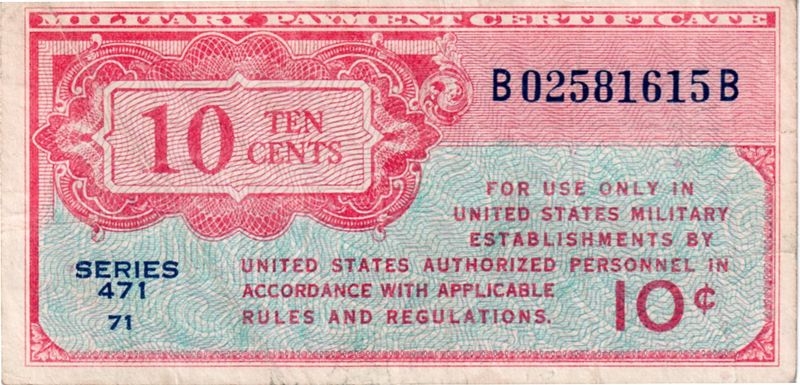 MILITARY PAYMENT CERTIFICATE
B02581615B
10 TEN CENTS
FOR USE ONLY IN
UNITED STATES MILITARY
ESTABLISHMENTS BY
UNITED STATES AUTHORIZED PERSONNEL IN
ACCORDANCE WITH APPLICABLE
RULES AND REGULATIONS.
SERIES
471
71
10¢